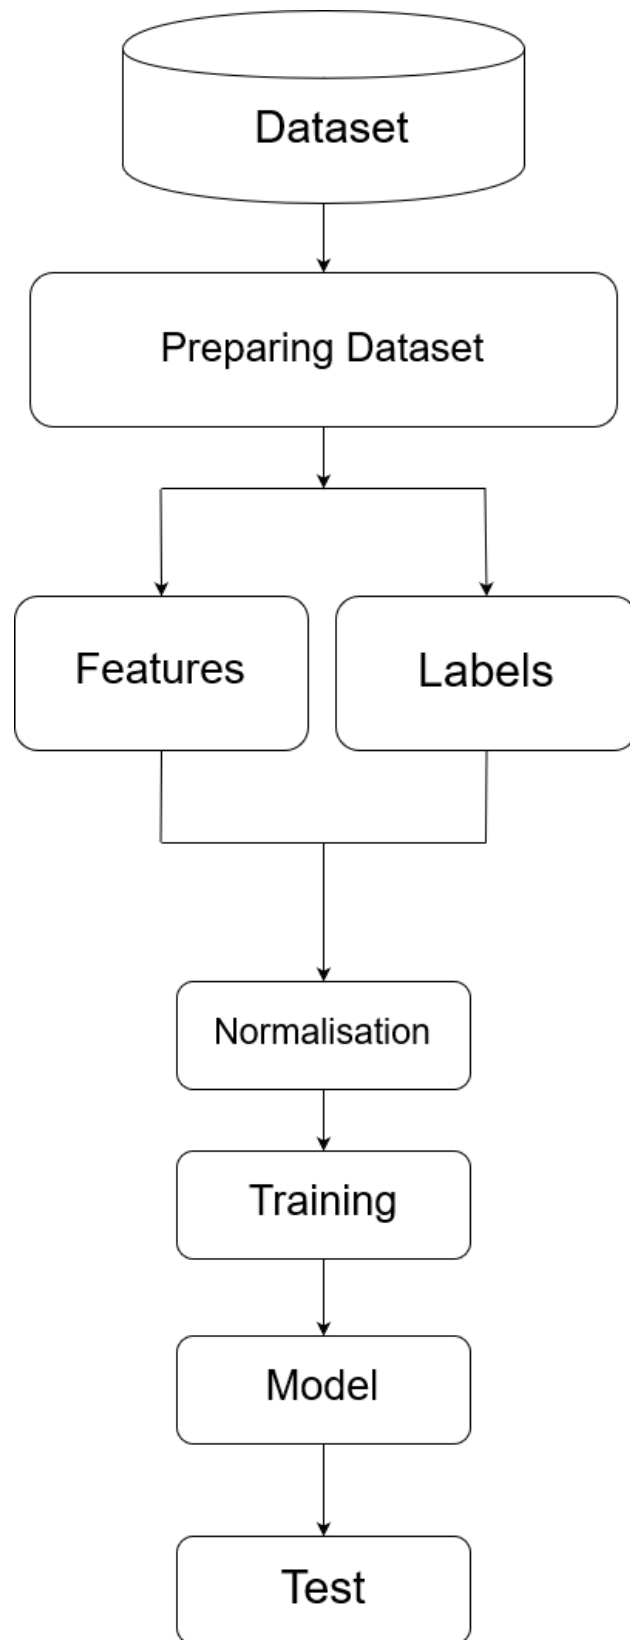 Dataset
Preparing Dataset
Features
Labels
Normalisation
Training
Model
Test